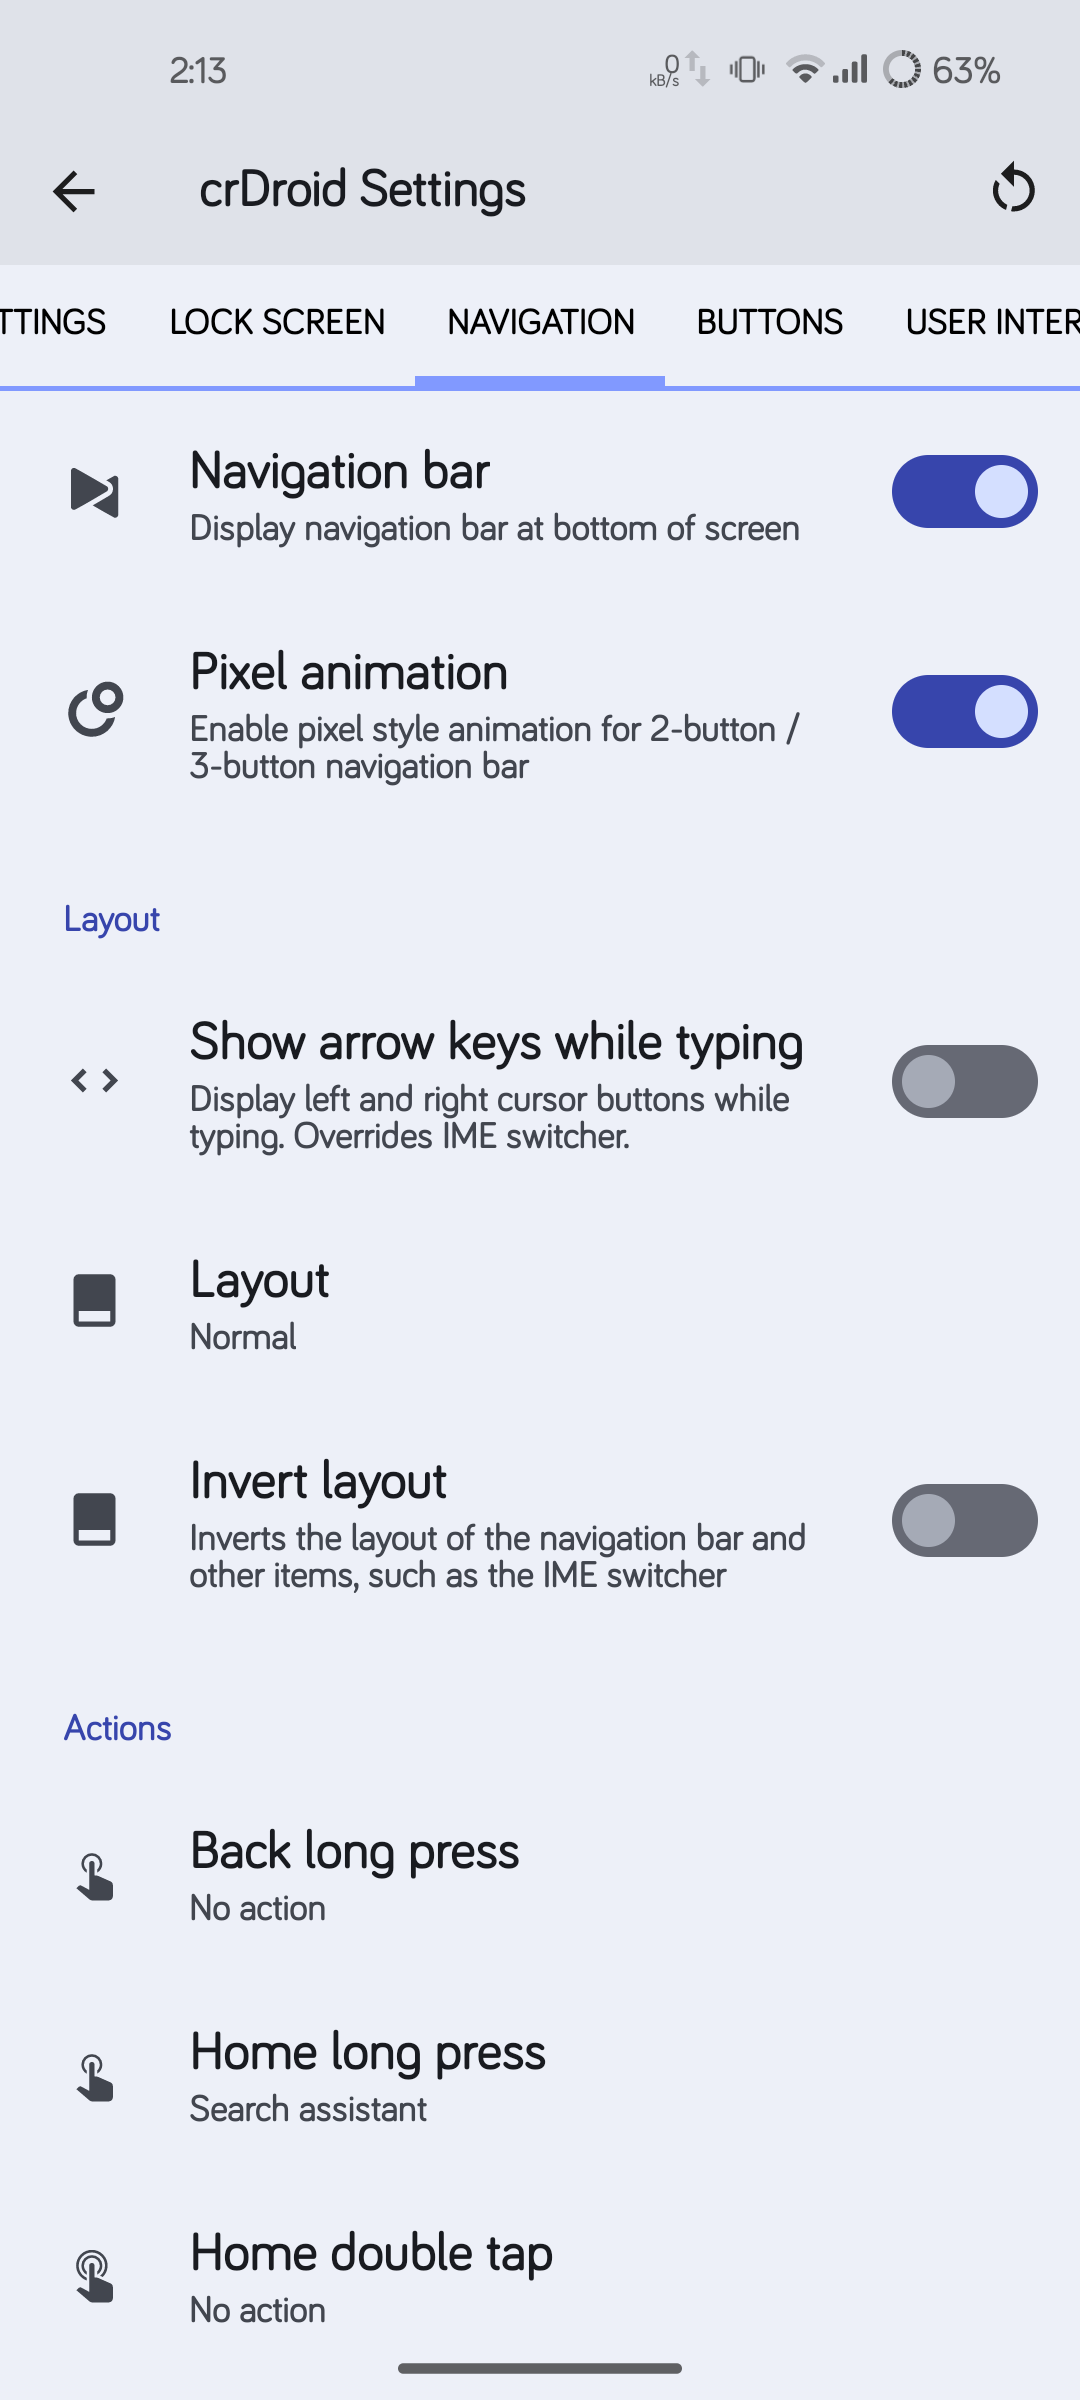 2:13
0
kB/s
63%
crDroid Settings
TTINGS LOCK SCREEN NAVIGATION BUTTONS USER INTER
Navigation bar
Display navigation bar at bottom of screen
Pixel animation
Enable pixel style animation for 2-button /
3-button navigation bar
Layout
Show arrow keys while typing
Display left and right cursor buttons while
typing. Overrides IME switcher.
Layout
Normal
Invert layout
Inverts the layout of the navigation bar and
other items, such as the IME switcher
Actions
Back long press
No action
Home long press
Search assistant
Home double tap
No action